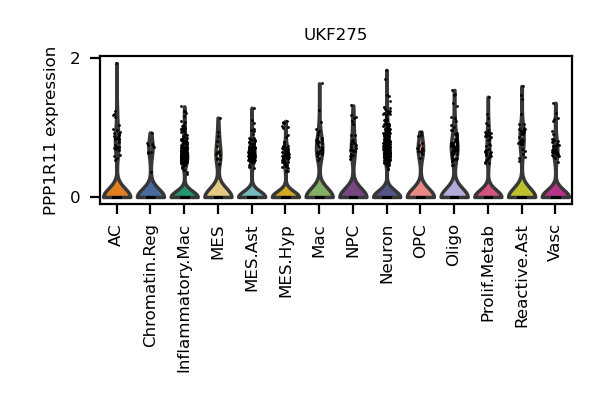 UKF275
PPP1R11 expression
2
0
AC
Chromatin.Reg
Inflammatory.Mac
MES
MES.Ast
MES.Hyp
Mac
NPC
Neuron
OPC
Oligo
Prolif.Metab
Reactive.Ast
Vasc